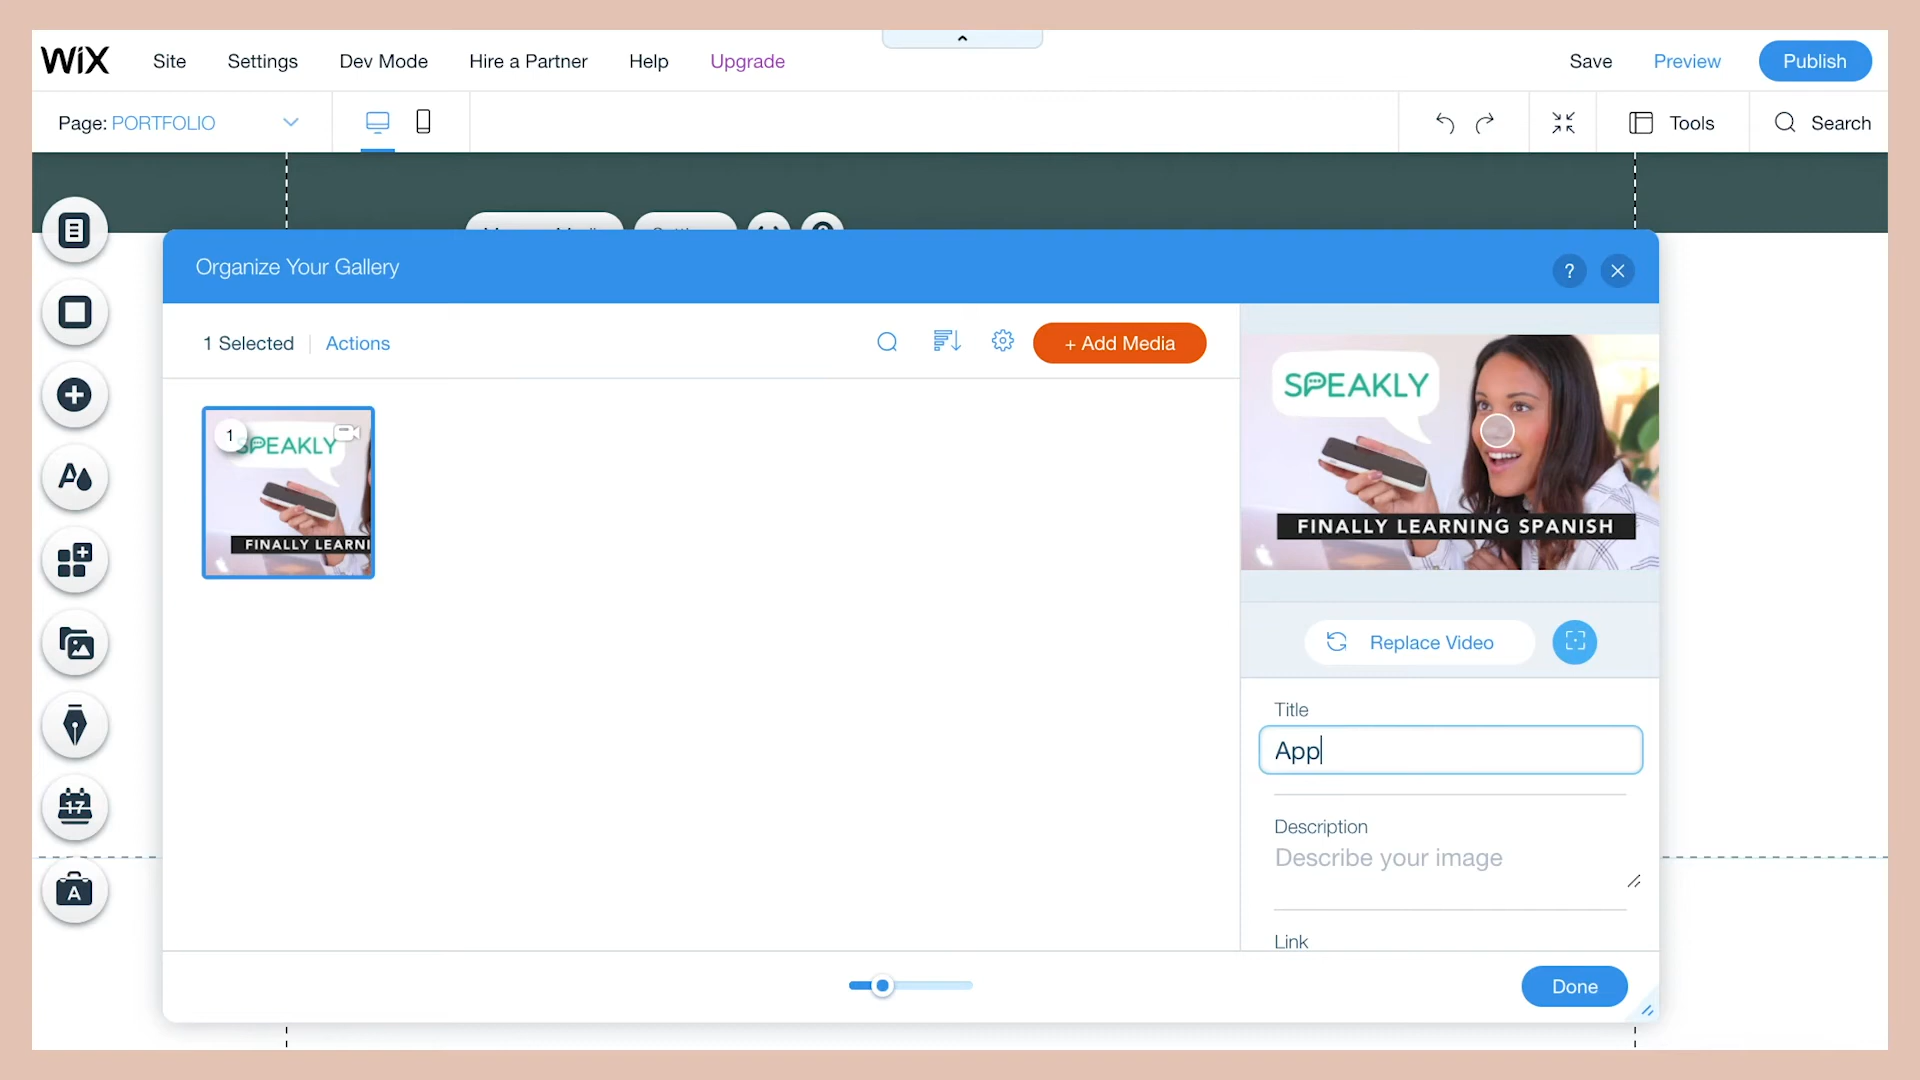 WiX Site Settings Dev Mode Hire a Partner Help Upgrade Save Preview Publish
Page: PORTFOLIO Tools Search
Organize Your Gallery ?
1 Selected Actions + Add Media
1
SPEAKLY
FINALLY LEARNI
SPEAKLY
FINALLY LEARNING SPANISH
Replace Video
Title
App
Description
Describe your image
Link
17
A
Done